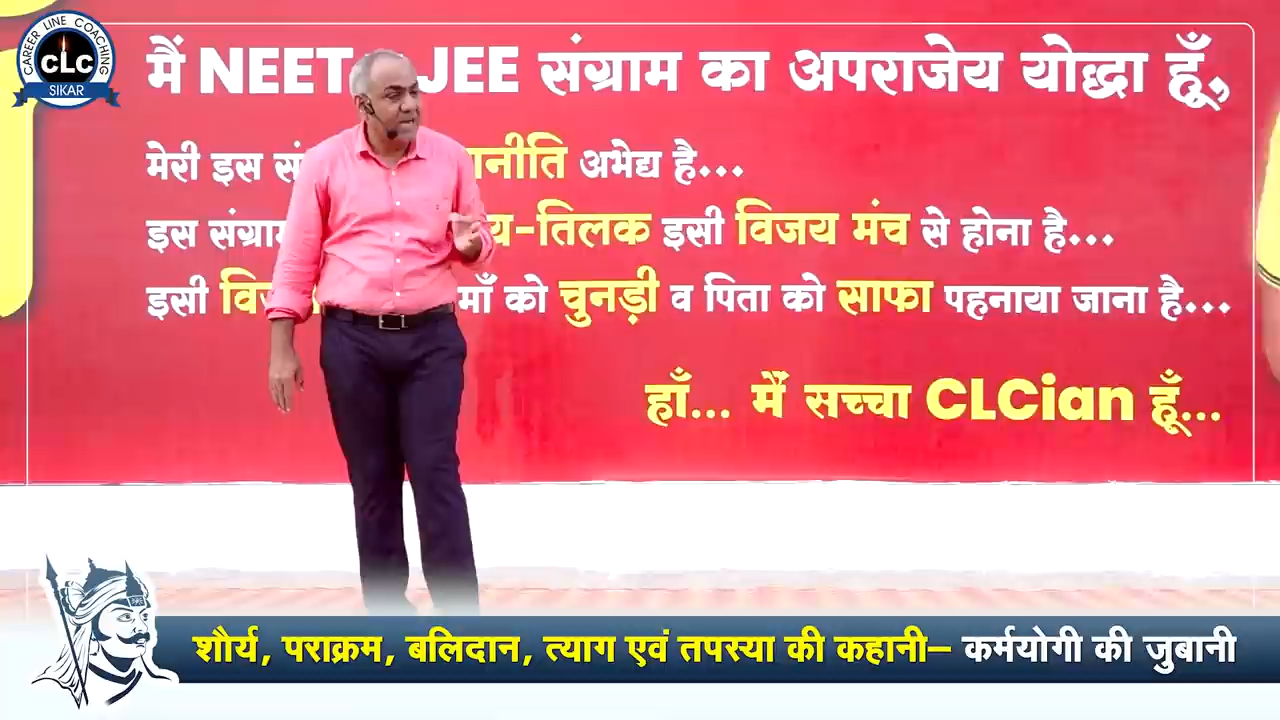 CAREER LINE COACHING
CLC
SIKAR
मैं NEET JEE संग्राम का अपराजेय योद्धा हूँ,
मेरी इस अभेद्य है...
इस इसी विजय मंच से होना है...
इसी माँ को चुनड़ी व पिता को साफा पहनाया जाना है...
हाँ... मैं सच्चा CLCian हूँ...
शौर्य, पराक्रम, बलिदान, त्याग एवं तपस्या की कहानी– कर्मयोगी की जुबानी